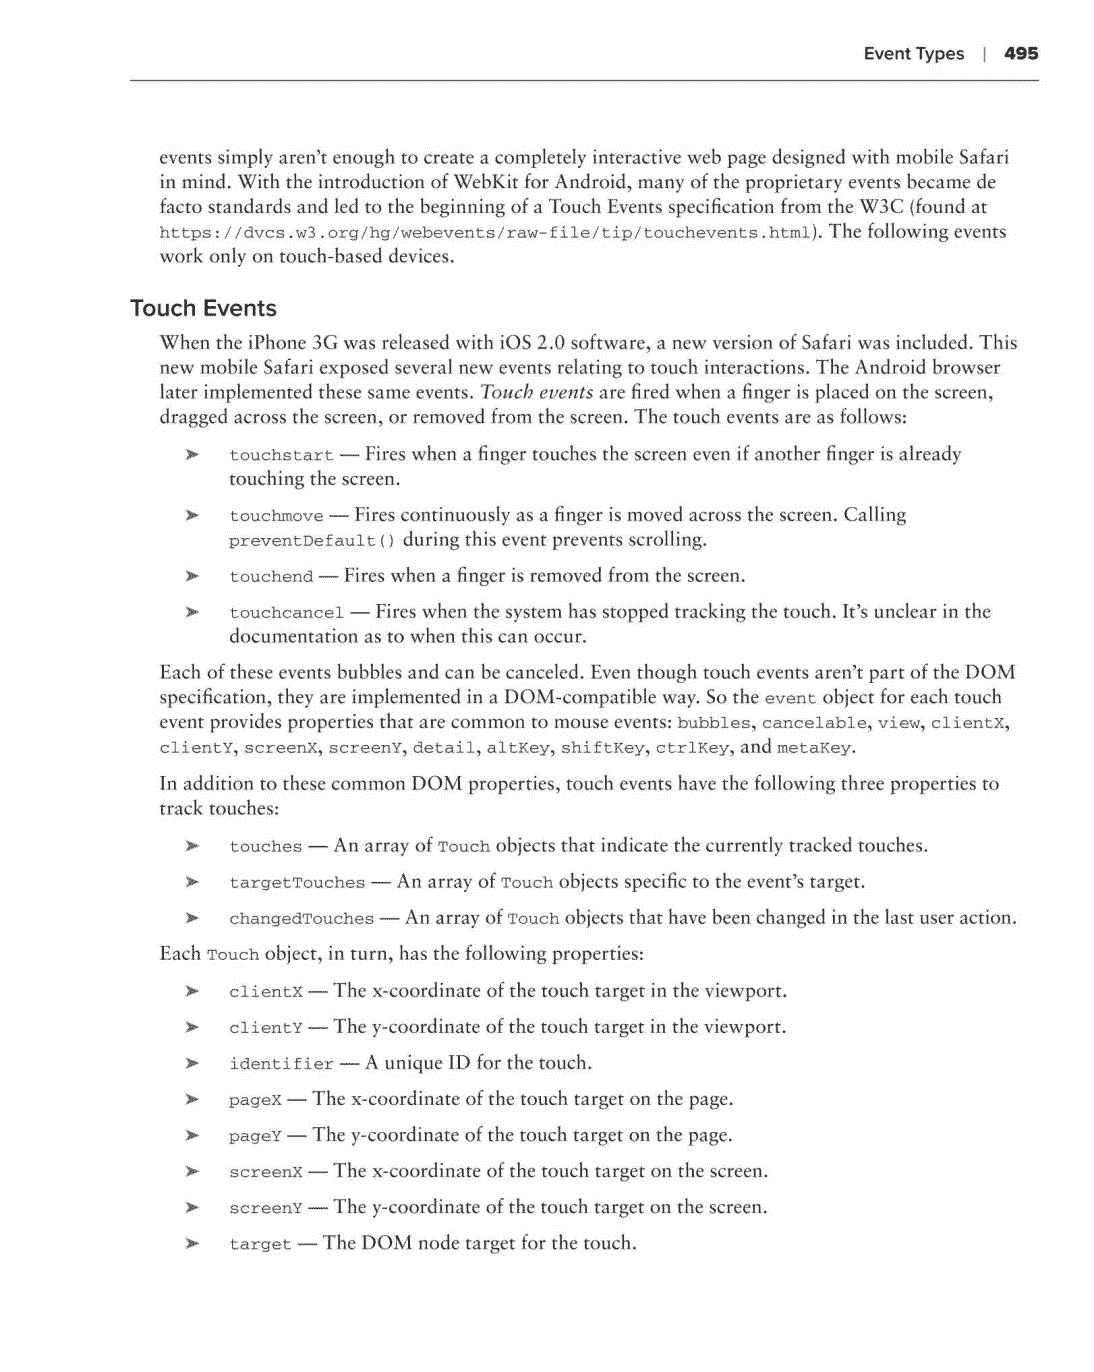 Event Types | 495
events simply aren’t enough to create a completely interactive web page designed with mobile Safari
in mind. With the introduction of WebKit for Android, many of the proprietary events became de
facto standards and led to the beginning of a Touch Events specification from the W3C (found at
https://dvcs.w3.org/hg/webevents/raw-file/tip/touchevents.html). The following events
work only on touch-based devices.
Touch Events
When the iPhone 3G was released with iOS 2.0 software, a new version of Safari was included. This
new mobile Safari exposed several new events relating to touch interactions. The Android browser
later implemented these same events. Touch events are fired when a finger is placed on the screen,
dragged across the screen, or removed from the screen. The touch events are as follows:
➤ touchstart — Fires when a finger touches the screen even if another finger is already
touching the screen.
➤ touchmove — Fires continuously as a finger is moved across the screen. Calling
preventDefault() during this event prevents scrolling.
➤ touchend — Fires when a finger is removed from the screen.
➤ touchcancel — Fires when the system has stopped tracking the touch. It’s unclear in the
documentation as to when this can occur.
Each of these events bubbles and can be canceled. Even though touch events aren’t part of the DOM
specification, they are implemented in a DOM-compatible way. So the event object for each touch
event provides properties that are common to mouse events: bubbles, cancelable, view, clientX,
clientY, screenX, screenY, detail, altKey, shiftKey, ctrlKey, and metaKey.
In addition to these common DOM properties, touch events have the following three properties to
track touches:
➤ touches — An array of Touch objects that indicate the currently tracked touches.
➤ targetTouches — An array of Touch objects specific to the event’s target.
➤ changedTouches — An array of Touch objects that have been changed in the last user action.
Each Touch object, in turn, has the following properties:
➤ clientX — The x-coordinate of the touch target in the viewport.
➤ clientY — The y-coordinate of the touch target in the viewport.
➤ identifier — A unique ID for the touch.
➤ pageX — The x-coordinate of the touch target on the page.
➤ pageY — The y-coordinate of the touch target on the page.
➤ screenX — The x-coordinate of the touch target on the screen.
➤ screenY — The y-coordinate of the touch target on the screen.
➤ target — The DOM node target for the touch.